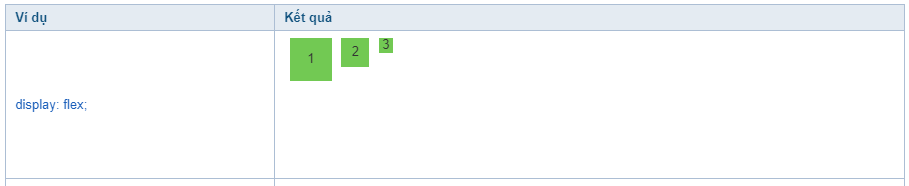 Ví dụ Kết quả
1 2 3
display: flex;